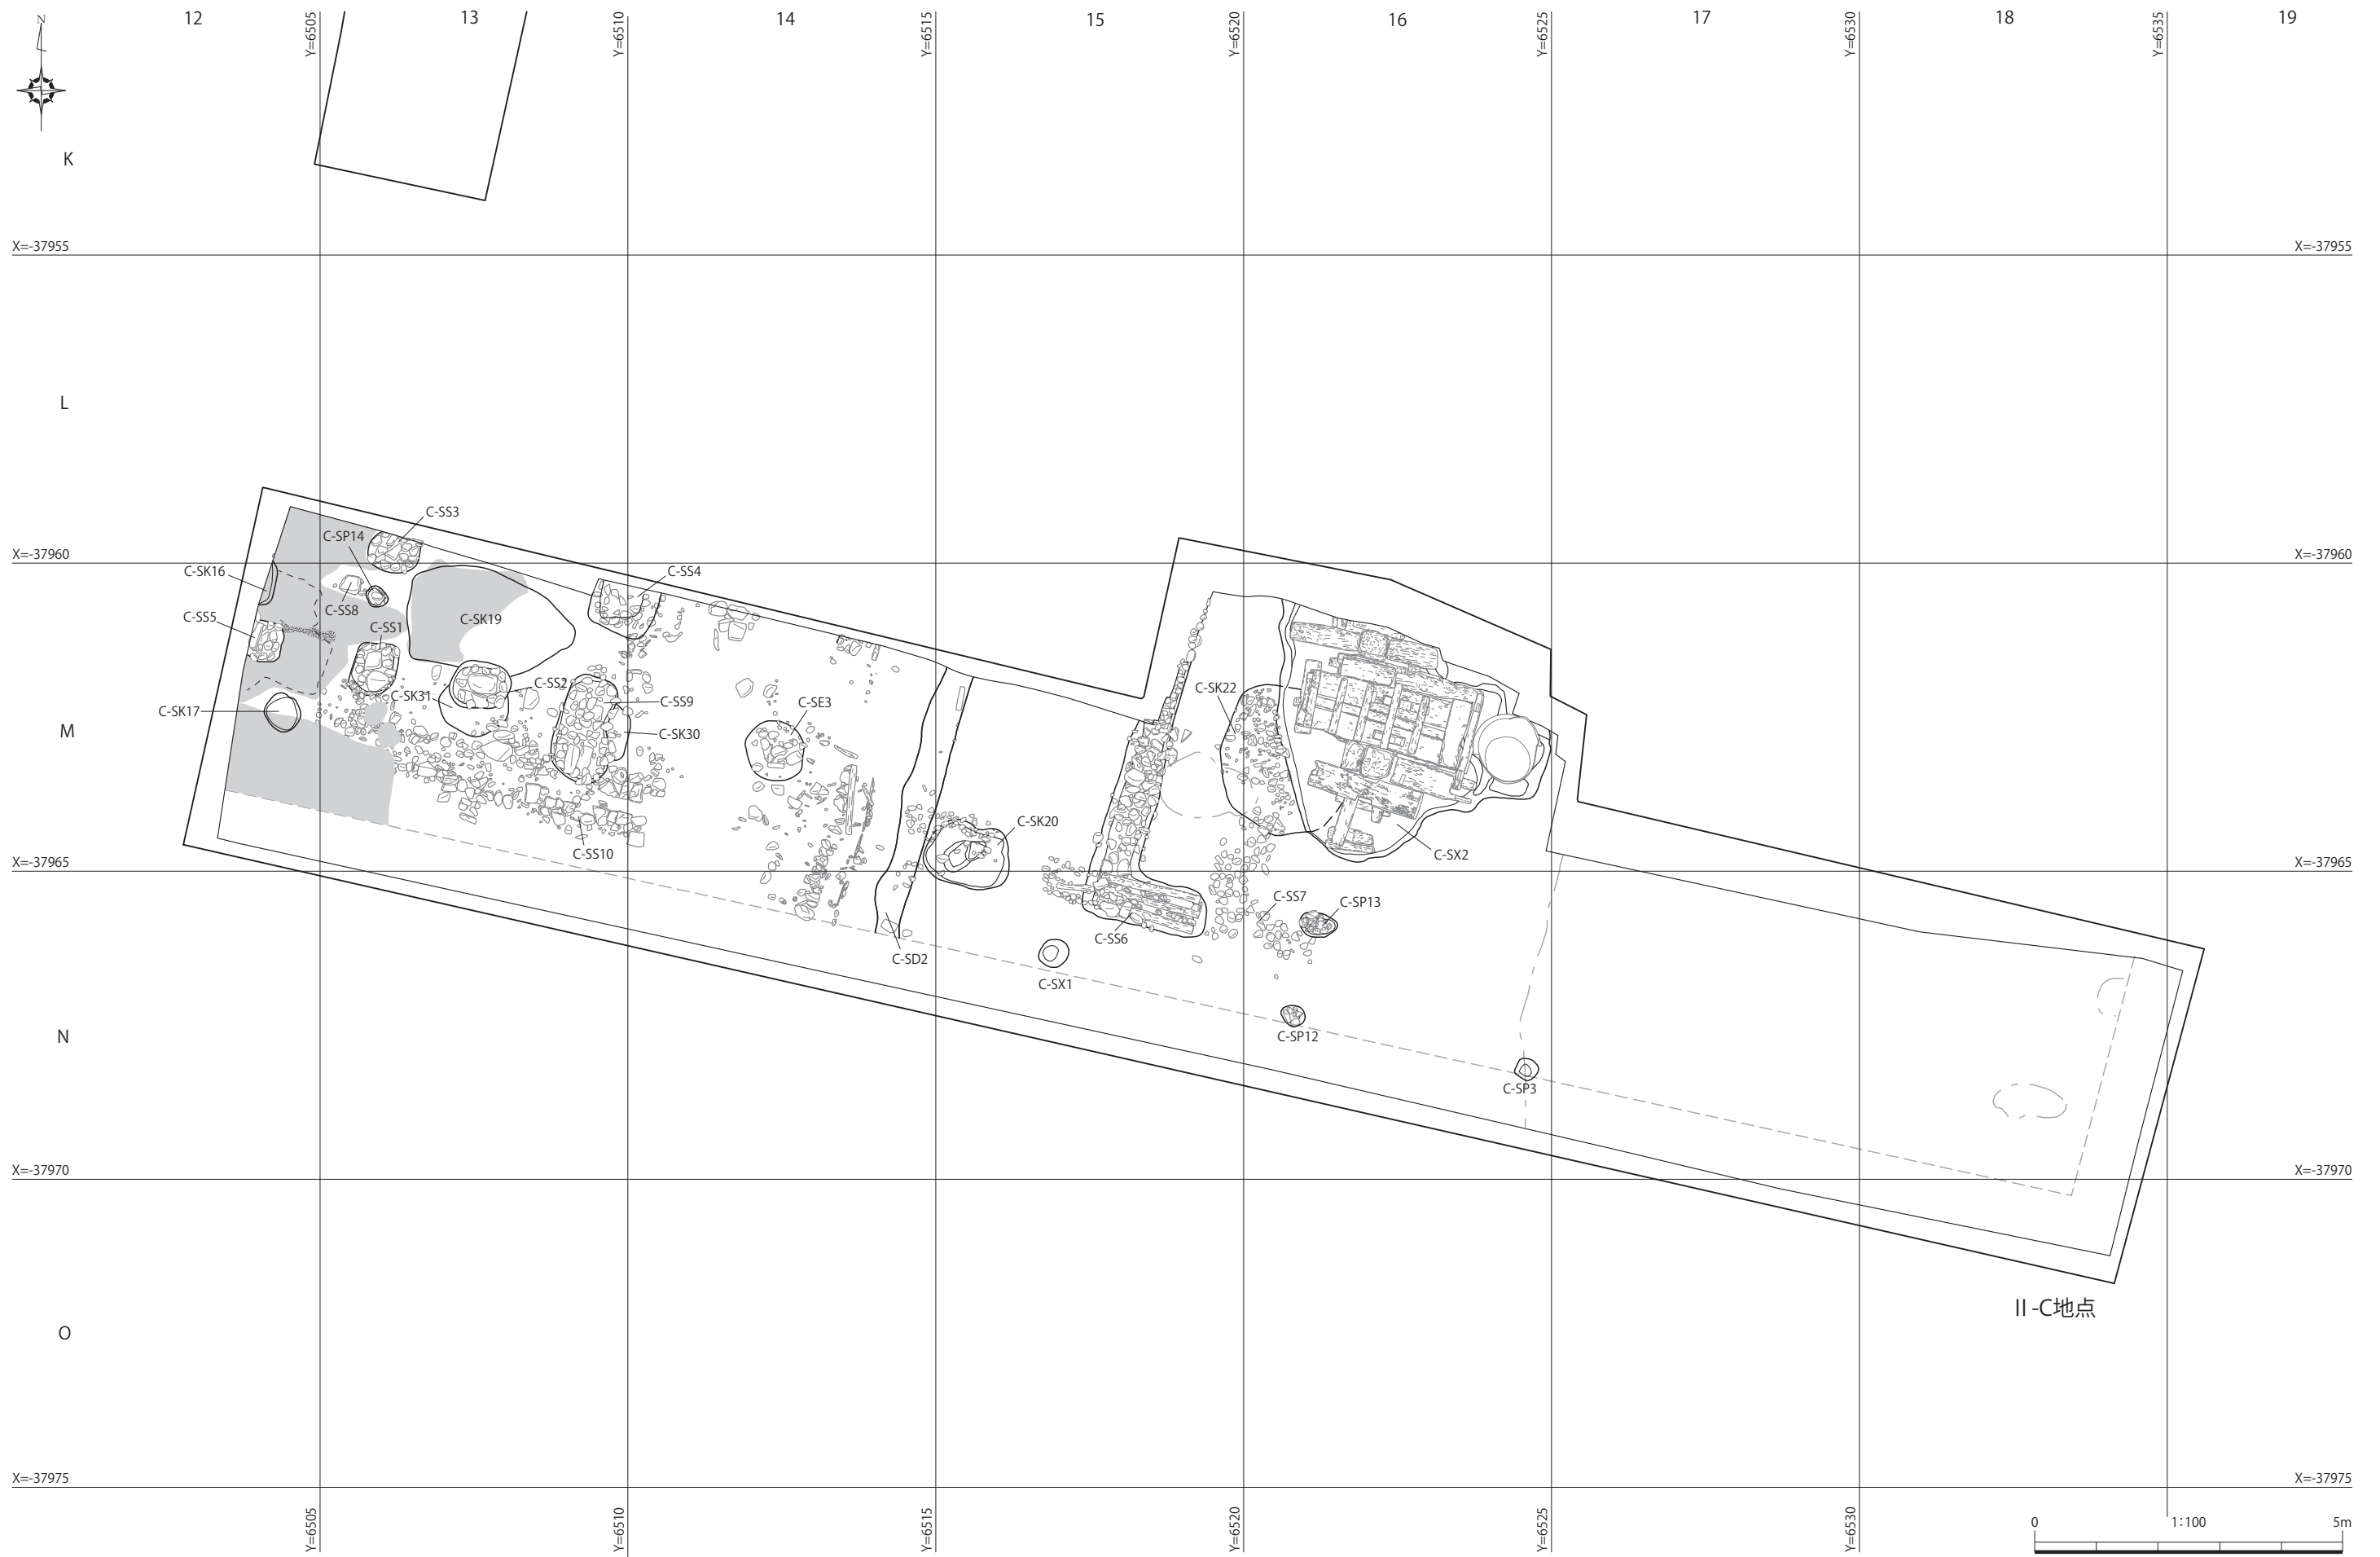 N
12
Y=6505
13
Y=6510
14
Y=6515
15
Y=6520
16
Y=6525
17
Y=6530
18
Y=6535
19
K
X=-37955
X=-37955
L
C-SS3
C-SP14
X=-37960
X=-37960
C-SK16
C-SS4
C-SS8
C-SS5
C-SS1
C-SK19
C-SS2
C-SK22
C-SK31
C-SS9
C-SE3
C-SK17
M
C-SK30
C-SK20
C-SS10
C-SX2
X=-37965
X=-37965
C-SS7
C-SP13
C-SS6
C-SD2
C-SX1
N
C-SP12
C-SP3
X=-37970
X=-37970
Ⅱ-C地点
O
X=-37975
X=-37975
Y=6505
Y=6510
Y=6515
Y=6520
Y=6525
Y=6530
Y=6535
0
1:100
5m